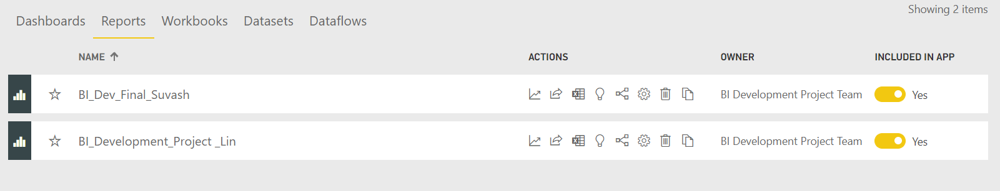 Showing 2 items
Dashboards Reports Workbooks Datasets Dataflows
NAME ACTIONS OWNER INCLUDED IN APP
BI_Dev_Final_Suvash BI Development Project Team Yes
BI_Development_Project _Lin BI Development Project Team Yes